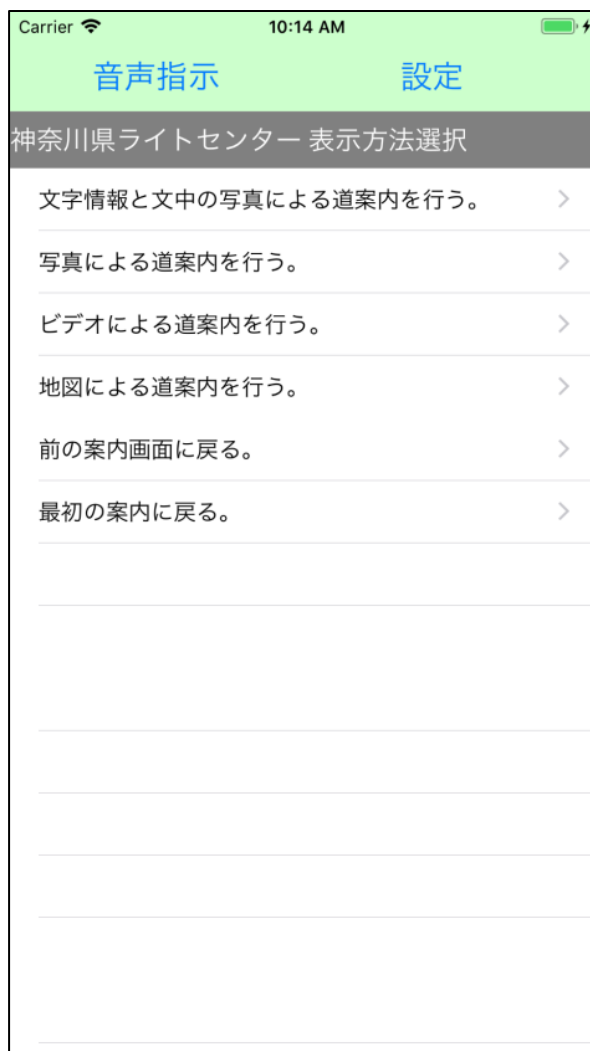 Carrier 10:14 AM
音声指示 設定
神奈川県ライトセンター 表示方法選択
文字情報と文中の写真による道案内を行う。
写真による道案内を行う。
ビデオによる道案内を行う。
地図による道案内を行う。
前の案内画面に戻る。
最初の案内に戻る。